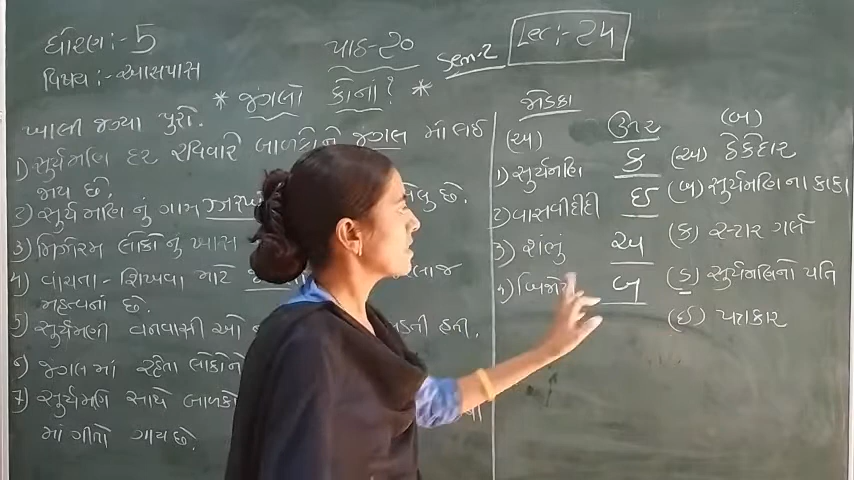 ધોરણ:- 5
વિષય :- આસપાસ
પાઠ-20
Sem-2
Lec:- 24
* જંગલો કોનાં? *
ખાલી જગ્યા પુરો.
1) સુર્યમણિ દર રવિવારે બાળકોને જંગલ માં લઈ
જાય છે.
2) સુર્યમણિ નું ગામ
લુ છે.
3) લોકો નું ખાસ
4) વાંચતા - શિખવા માટે
મહત્વનાં છે.
5) સુર્યમણી વનવાસી ઓ
હતી.
6) જંગલ માં રહેતા લોકોને
7) સુર્યમણિ સાથે બાળકો
માં ગીતો ગાય છે.
જોડકા
(અ) જવાબ (બ)
1) સુર્યમણિ ક (અ) ઠેકેદાર
2) વાસવીદીદી ઈ (બ) સુર્યમણિ ના કાકા
3) શંભું અ (ક) સ્ટાર ગર્લ
4) બ (ડ) સુર્યમણિનો પતિ
(ઈ) પત્રકાર